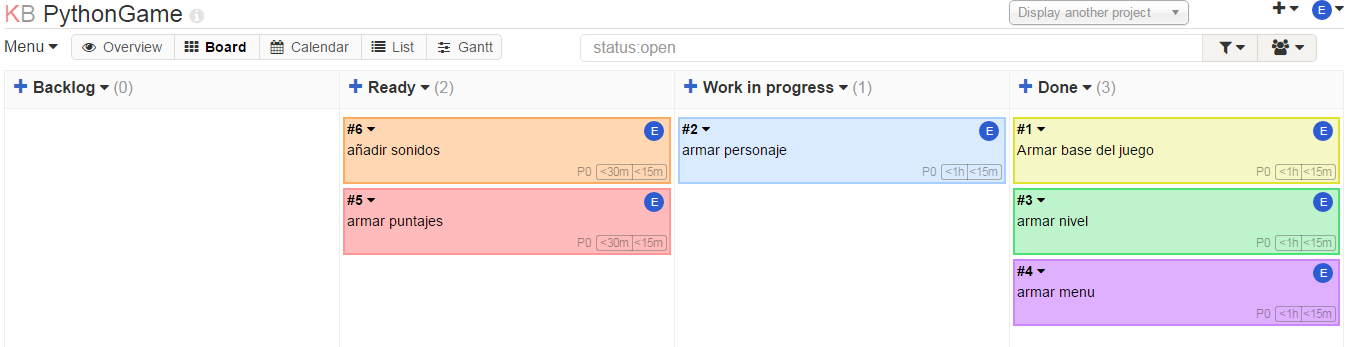 KB PythonGame
Display another project
E
Menu
Overview
Board
Calendar
List
Gantt
status:open
Backlog (0)
Ready (2)
Work in progress (1)
Done (3)
#6
E
añadir sonidos
P0 <30m <15m
#5
E
armar puntajes
P0 <30m <15m
#2
E
armar personaje
P0 <1h <15m
#1
E
Armar base del juego
P0 <1h <15m
#3
E
armar nivel
P0 <1h <15m
#4
E
armar menu
P0 <1h <15m